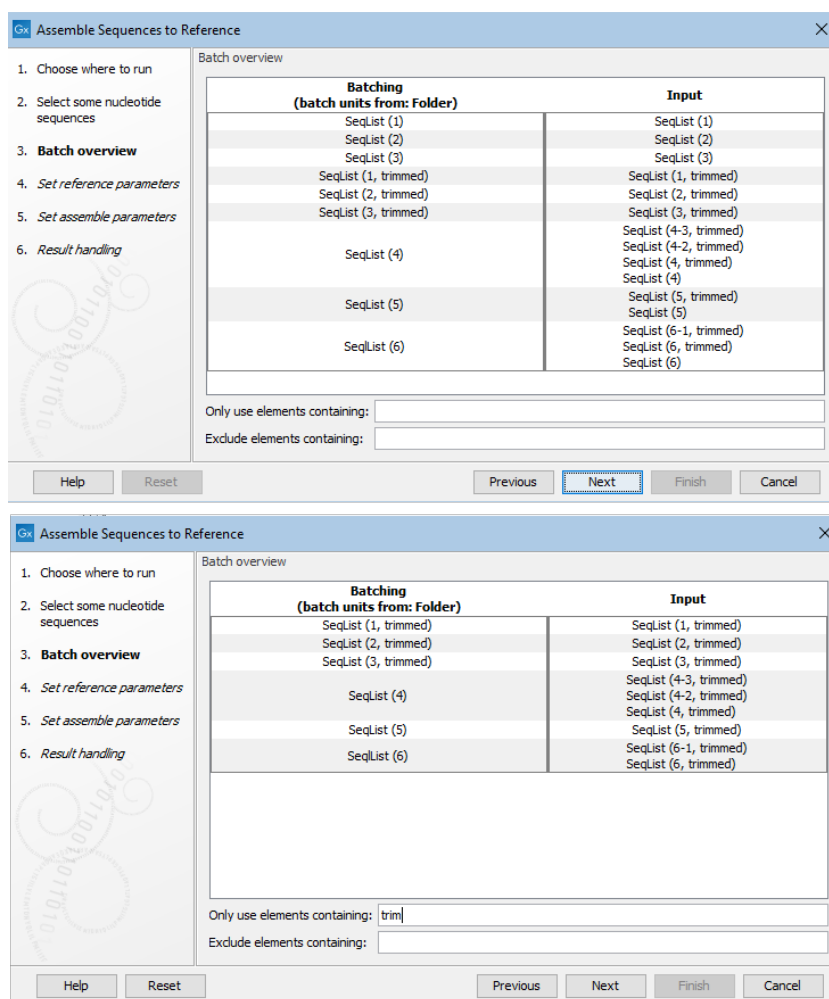 Gx Assemble Sequences to Reference
1. Choose where to run
2. Select some nucleotide
sequences
3. Batch overview
4. Set reference parameters
5. Set assemble parameters
6. Result handling
Batch overview
Batching
(batch units from: Folder)
Input
SeqList (1) SeqList (1)
SeqList (2) SeqList (2)
SeqList (3) SeqList (3)
SeqList (1, trimmed) SeqList (1, trimmed)
SeqList (2, trimmed) SeqList (2, trimmed)
SeqList (3, trimmed) SeqList (3, trimmed)
SeqList (4)
SeqList (4-3, trimmed)
SeqList (4-2, trimmed)
SeqList (4, trimmed)
SeqList (4)
SeqList (5)
SeqList (5, trimmed)
SeqList (5)
SeqlList (6)
SeqList (6-1, trimmed)
SeqList (6, trimmed)
SeqList (6)
Only use elements containing:
Exclude elements containing:
Help Reset Previous Next Finish Cancel
Gx Assemble Sequences to Reference
1. Choose where to run
2. Select some nucleotide
sequences
3. Batch overview
4. Set reference parameters
5. Set assemble parameters
6. Result handling
Batch overview
Batching
(batch units from: Folder)
Input
SeqList (1, trimmed) SeqList (1, trimmed)
SeqList (2, trimmed) SeqList (2, trimmed)
SeqList (3, trimmed) SeqList (3, trimmed)
SeqList (4)
SeqList (4-3, trimmed)
SeqList (4-2, trimmed)
SeqList (4, trimmed)
SeqList (5) SeqList (5, trimmed)
SeqlList (6)
SeqList (6-1, trimmed)
SeqList (6, trimmed)
Only use elements containing: trim
Exclude elements containing:
Help Reset Previous Next Finish Cancel